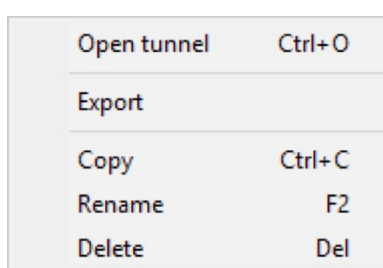 Open tunnel Ctrl+O
Export
Copy Ctrl+C
Rename F2
Delete Del